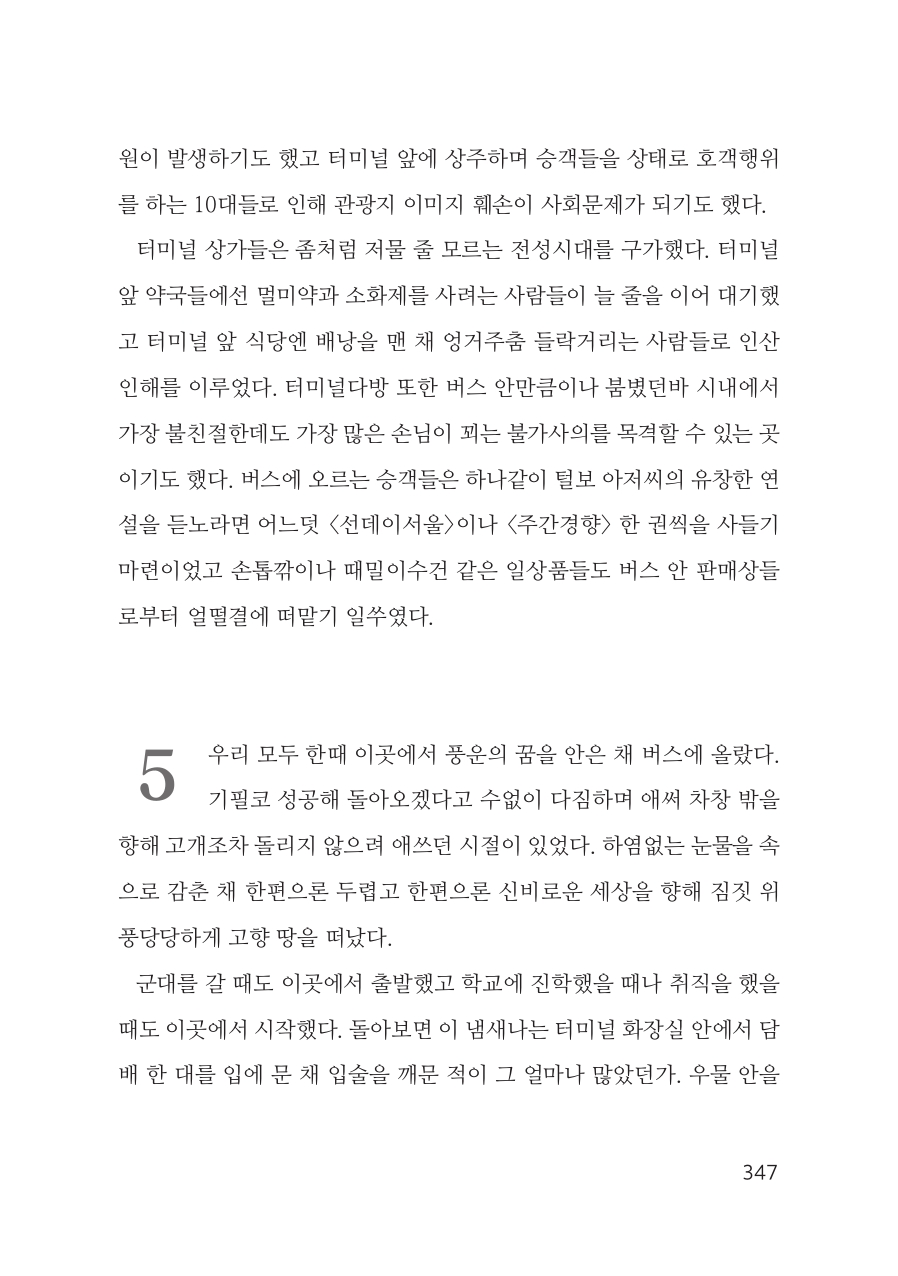 원이 발생하기도 했고 터미널 앞에 상주하며 승객들을 상태로 호객행위
를 하는 10대들로 인해 관광지 이미지 훼손이 사회문제가 되기도 했다.
터미널 상가들은 좀처럼 저물 줄 모르는 전성시대를 구가했다. 터미널
앞 약국들에선 멀미약과 소화제를 사려는 사람들이 늘 줄을 이어 대기했
고 터미널 앞 식당엔 배낭을 맨 채 엉거주춤 들락거리는 사람들로 인산
인해를 이루었다. 터미널다방 또한 버스 안만큼이나 붐볐던바 시내에서
가장 불친절한데도 가장 많은 손님이 꾀는 불가사의를 목격할 수 있는 곳
이기도 했다. 버스에 오르는 승객들은 하나같이 털보 아저씨의 유창한 연
설을 듣노라면 어느덧 〈선데이서울〉이나 〈주간경향〉 한 권씩을 사들기
마련이었고 손톱깎이나 때밀이수건 같은 일상품들도 버스 안 판매상들
로부터 얼떨결에 떠맡기 일쑤였다.
5
우리 모두 한때 이곳에서 풍운의 꿈을 안은 채 버스에 올랐다.
기필코 성공해 돌아오겠다고 수없이 다짐하며 애써 차창 밖을
향해 고개조차 돌리지 않으려 애쓰던 시절이 있었다. 하염없는 눈물을 속
으로 감춘 채 한편으론 두렵고 한편으론 신비로운 세상을 향해 짐짓 위
풍당당하게 고향 땅을 떠났다.
군대를 갈 때도 이곳에서 출발했고 학교에 진학했을 때나 취직을 했을
때도 이곳에서 시작했다. 돌아보면 이 냄새나는 터미널 화장실 안에서 담
배 한 대를 입에 문 채 입술을 깨문 적이 그 얼마나 많았던가. 우물 안을
347